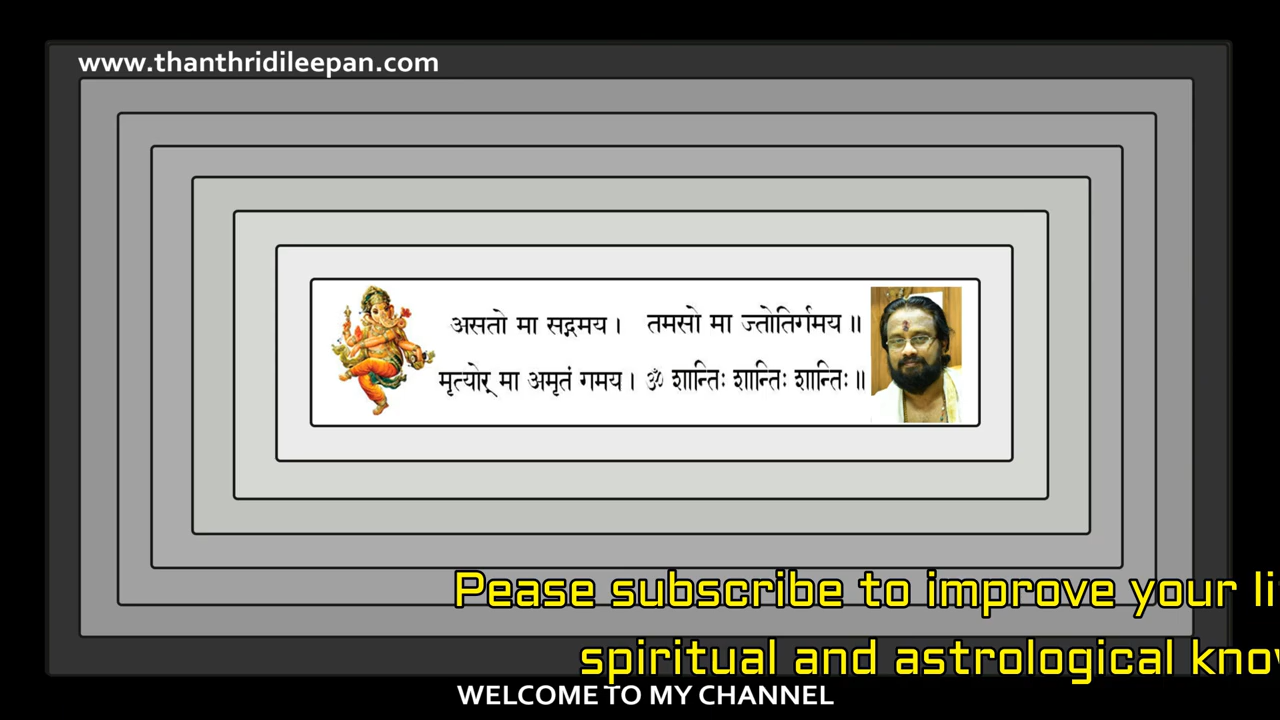 www.thanthridileepan.com
असतो मा सद्गमय। तमसो मा ज्तोतिर्गमय॥
मृत्योर् मा अमृतं गमय। ॐ शान्तिः शान्तिः शान्तिः॥
Pease subscribe to improve your
spiritual and astrological
WELCOME TO MY CHANNEL